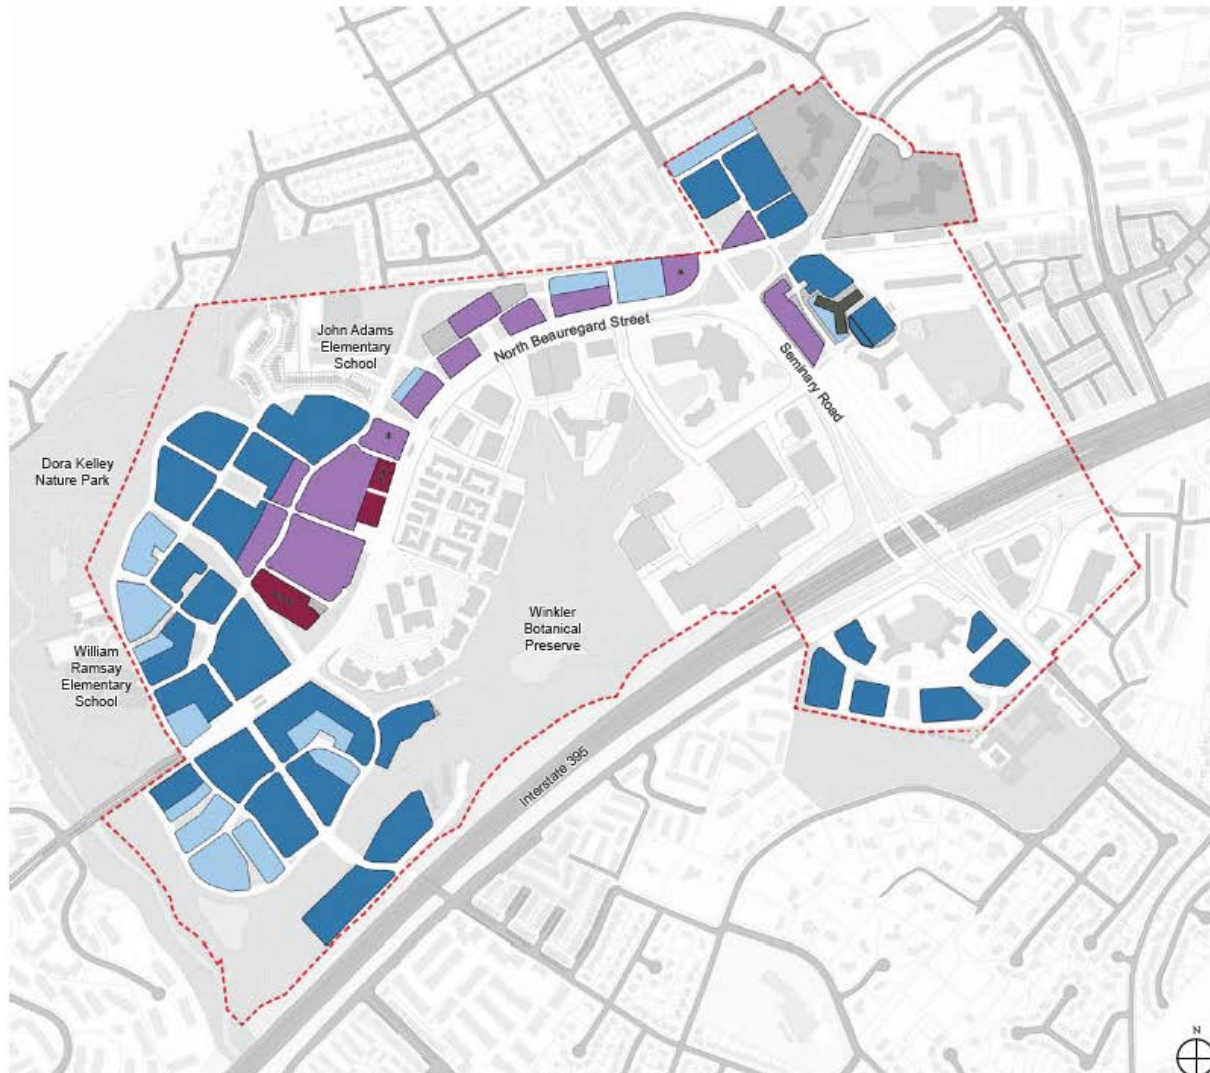 John Adams
Elementary
School
North Beauregard Street
Seminary Road
Dora Kelley
Nature Park
William
Ramsay
Elementary
School
Winkler
Botanical
Preserve
Interstate 395
N